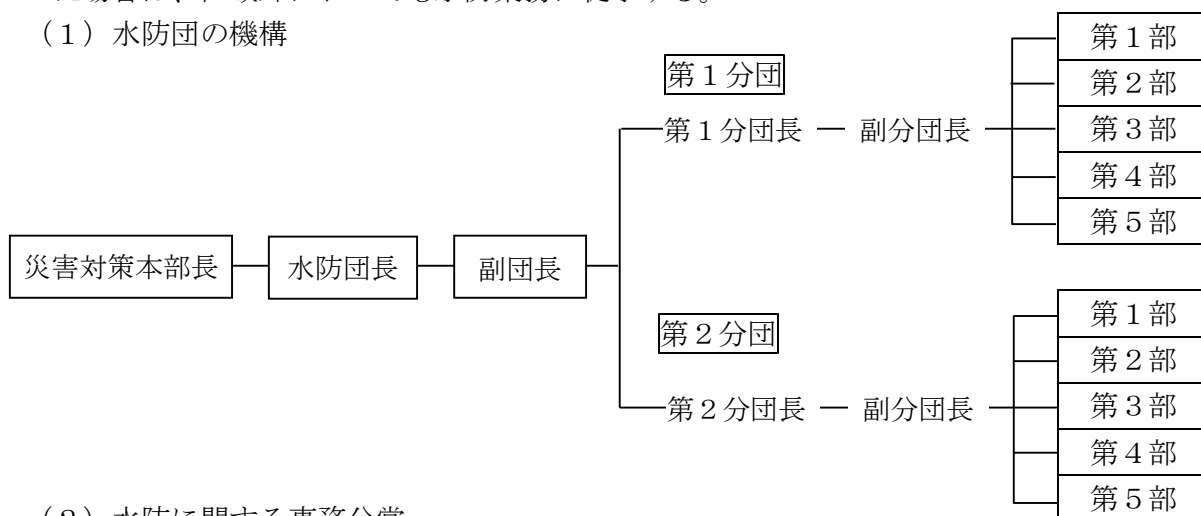 （１）水防団の機構
第１分団
第１分団長 ― 副分団長
第１部
第２部
第３部
第４部
第５部
災害対策本部長
水防団長
副団長
第２分団
第２分団長 ― 副分団長
第１部
第２部
第３部
第４部
第５部